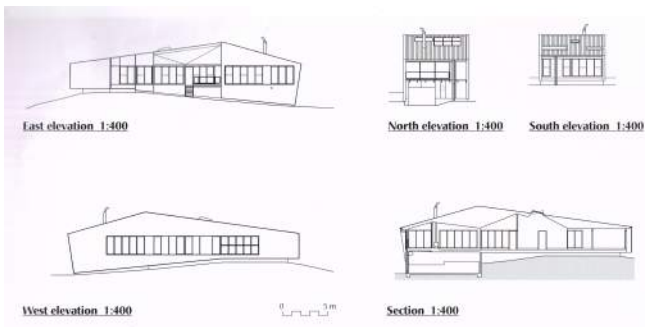 East elevation 1:400
North elevation 1:400
South elevation 1:400
West elevation 1:400
0 5 m
Section 1:400